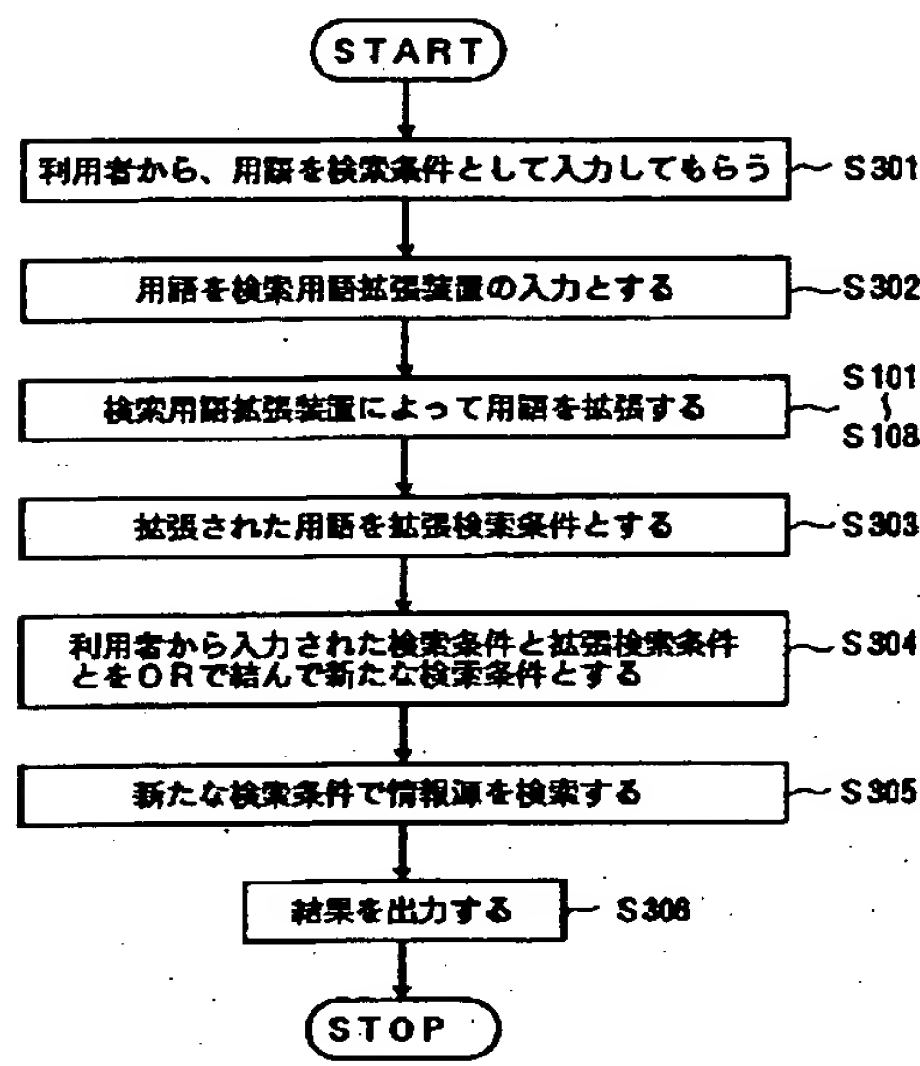 START
利用者から、用語を検索条件として入力してもらう
S301
用語を検索用語拡張装置の入力とする
S302
検索用語拡張装置によって用語を拡張する
S101
〜
S108
拡張された用語を拡張検索条件とする
S303
利用者から入力された検索条件と拡張検索条件
とをORで結んで新たな検索条件とする
S304
新たな検索条件で情報源を検索する
S305
結果を出力する
S306
STOP